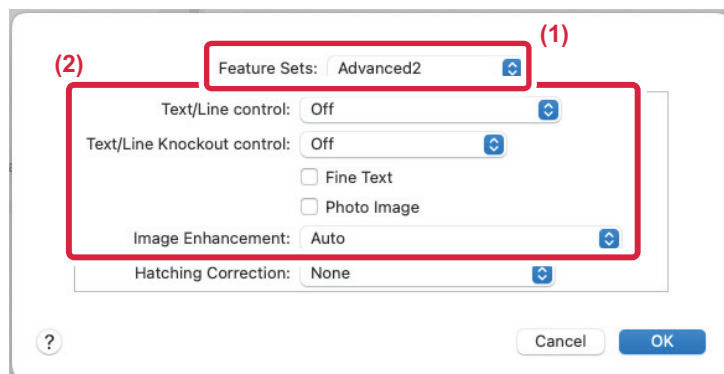 (1)
(2)
Feature Sets: Advanced2
Text/Line control: Off
Text/Line Knockout control: Off
Fine Text
Photo Image
Image Enhancement: Auto
Hatching Correction: None
? Cancel OK